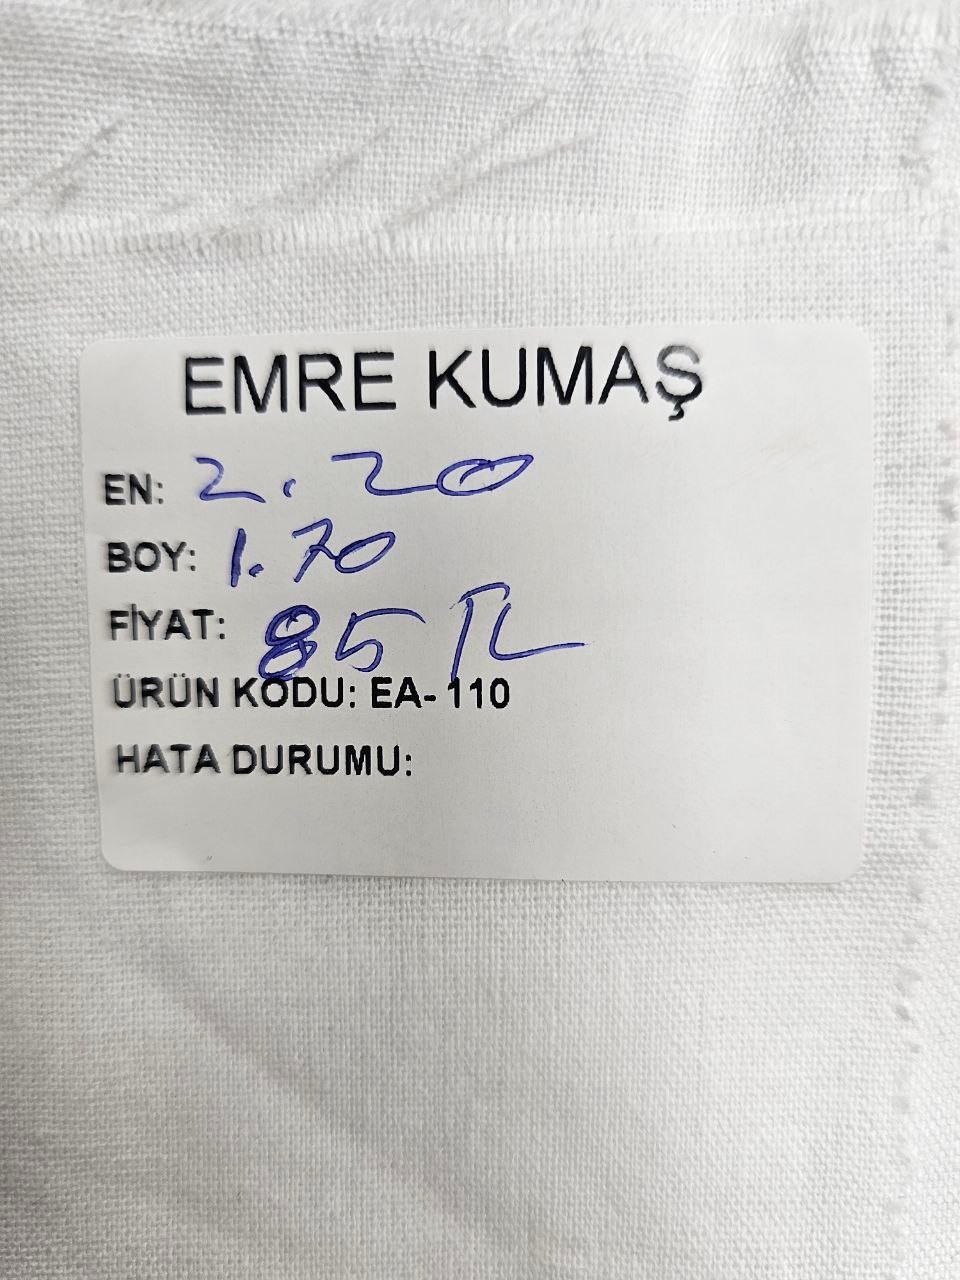 EMRE KUMAŞ
EN: 2.20
BOY: 1.70
FİYAT: 85 TL
ÜRÜN KODU: EA- 110
HATA DURUMU: